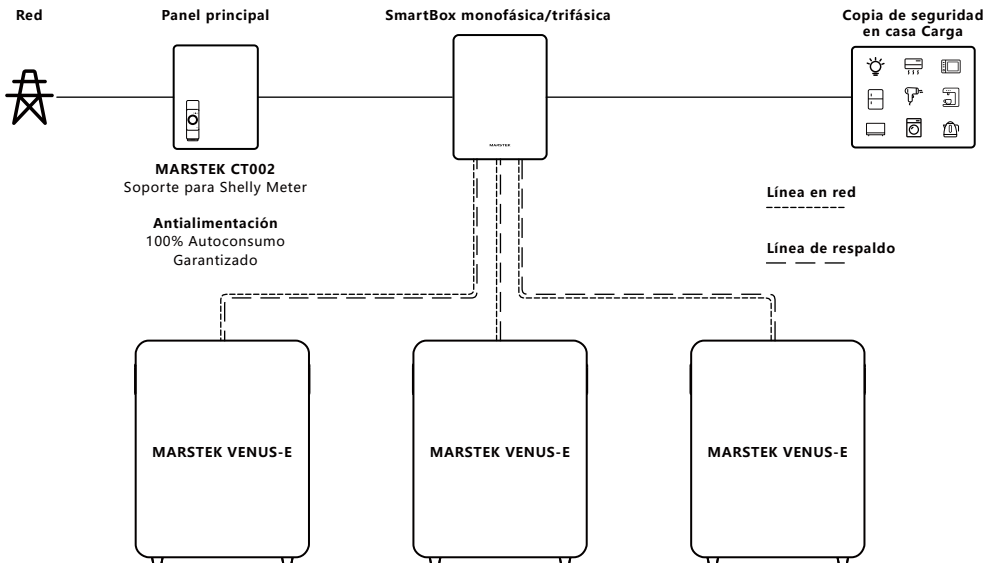 Red
Panel principal
SmartBox monofásica/trifásica
Copia de seguridad
en casa Carga
MARSTEK
MARSTEK CT002
Soporte para Shelly Meter
Antialimentación
100% Autoconsumo
Garantizado
Línea en red
Línea de respaldo
MARSTEK VENUS-E
MARSTEK VENUS-E
MARSTEK VENUS-E